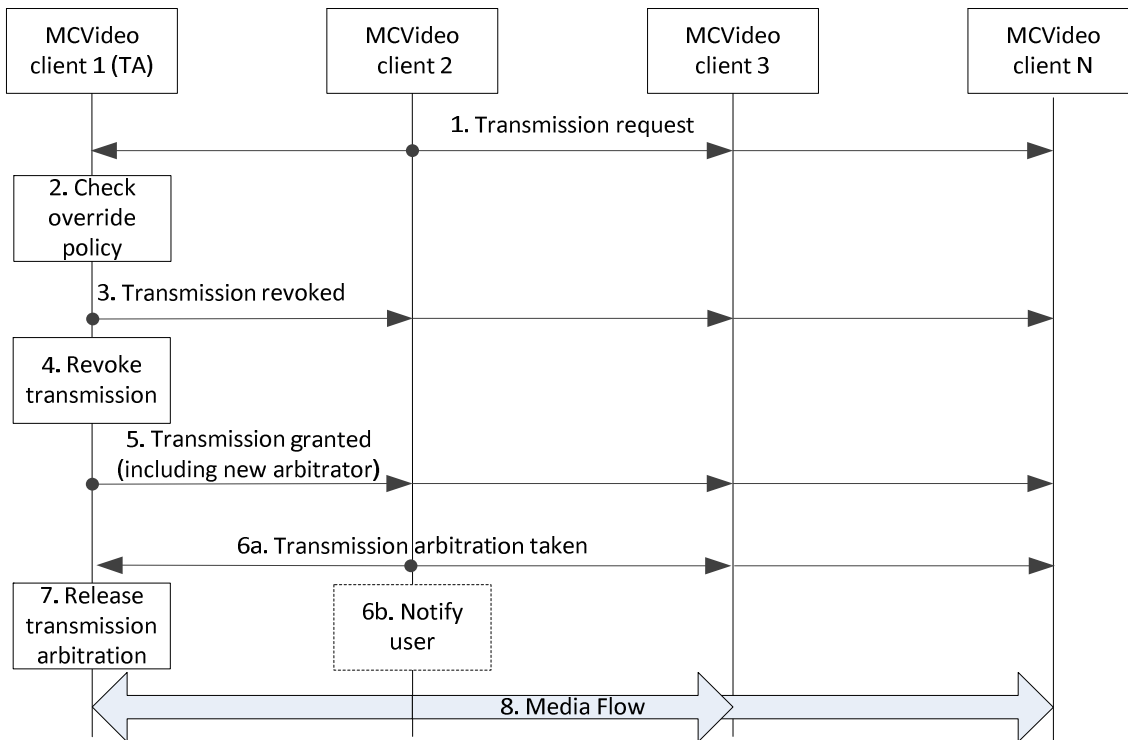 MCVideo
client 1 (TA)
MCVideo
client 2
MCVideo
client 3
MCVideo
client N
1. Transmission request
2. Check
override
policy
3. Transmission revoked
4. Revoke
transmission
5. Transmission granted
(including new arbitrator)
6a. Transmission arbitration taken
7. Release
transmission
arbitration
6b. Notify
user
8. Media Flow